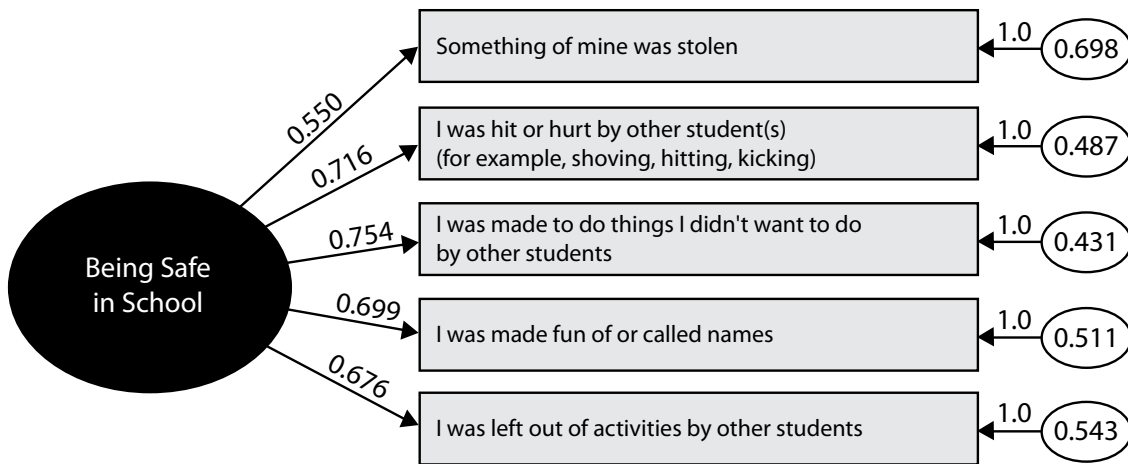 Something of mine was stolen
1.0
0.698
0.550
I was hit or hurt by other student(s)
(for example, shoving, hitting, kicking)
1.0
0.487
0.716
I was made to do things I didn't want to do
by other students
1.0
0.431
0.754
Being Safe
in School
0.699
I was made fun of or called names
1.0
0.511
0.676
I was left out of activities by other students
1.0
0.543